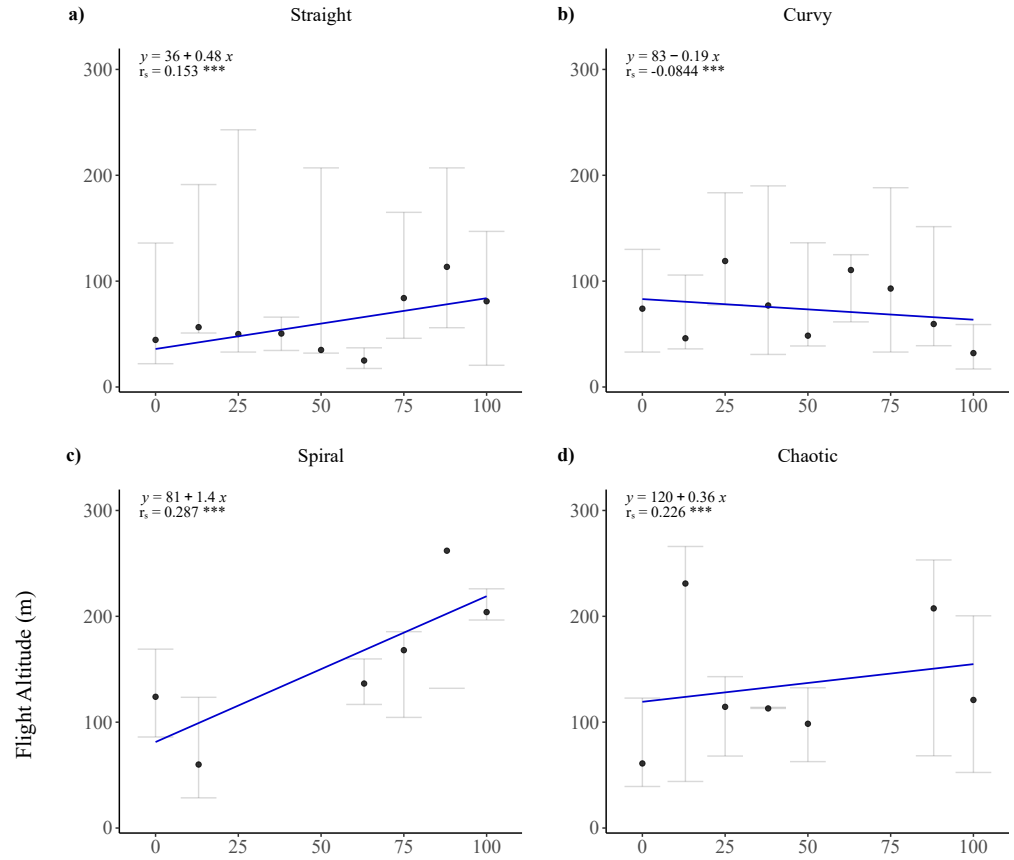 a) Straight
y = 36 + 0.48 x
rs = 0.153 ***
300
200
100
0
0 25 50 75 100
b) Curvy
y = 83 − 0.19 x
rs = -0.0844 ***
300
200
100
0
0 25 50 75 100
c) Spiral
y = 81 + 1.4 x
rs = 0.287 ***
300
200
100
0
0 25 50 75 100
Flight Altitude (m)
d) Chaotic
y = 120 + 0.36 x
rs = 0.226 ***
300
200
100
0
0 25 50 75 100